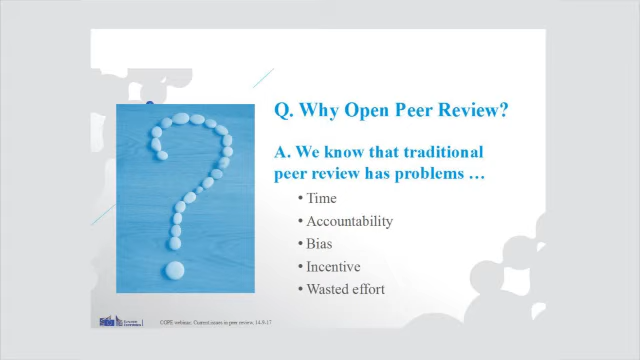 Q. Why Open Peer Review?
A. We know that traditional
peer review has problems …
• Time
• Accountability
• Bias
• Incentive
• Wasted effort
COPE webinar: Current issues in peer review, 14-9-17